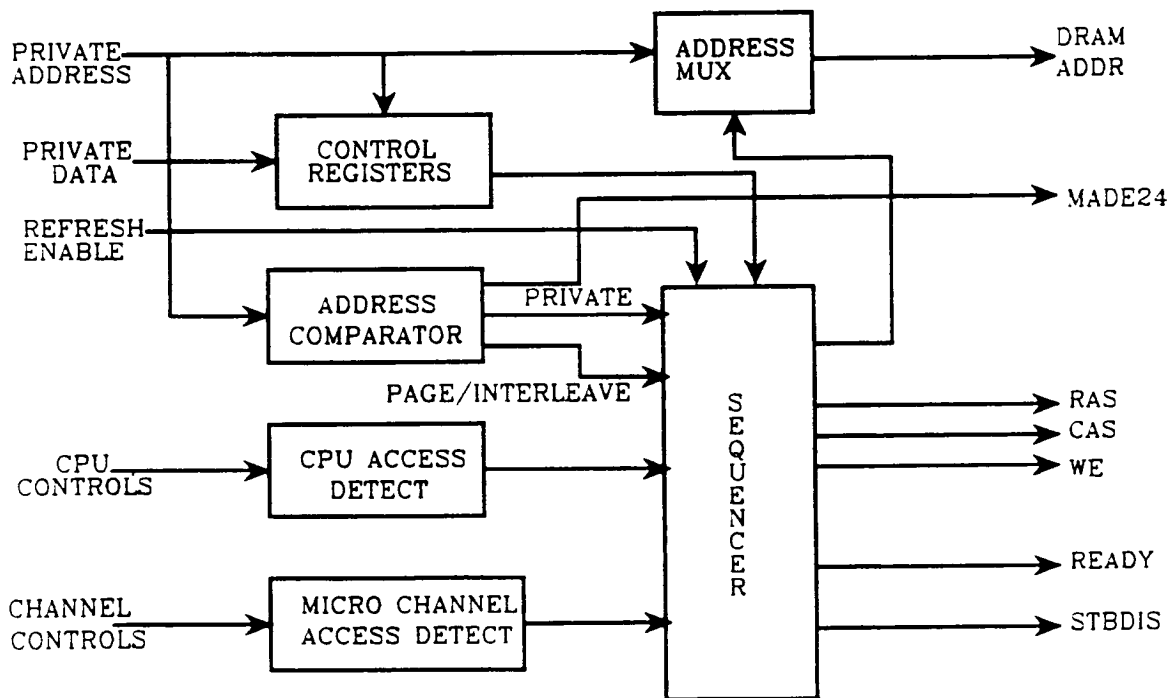 PRIVATE
ADDRESS
ADDRESS
MUX
DRAM
ADDR
PRIVATE
DATA
CONTROL
REGISTERS
MADE24
REFRESH
ENABLE
ADDRESS
COMPARATOR
PRIVATE
PAGE/INTERLEAVE
SEQUENCER
RAS
CAS
WE
CPU
CONTROLS
CPU ACCESS
DETECT
READY
CHANNEL
CONTROLS
MICRO CHANNEL
ACCESS DETECT
STBDIS